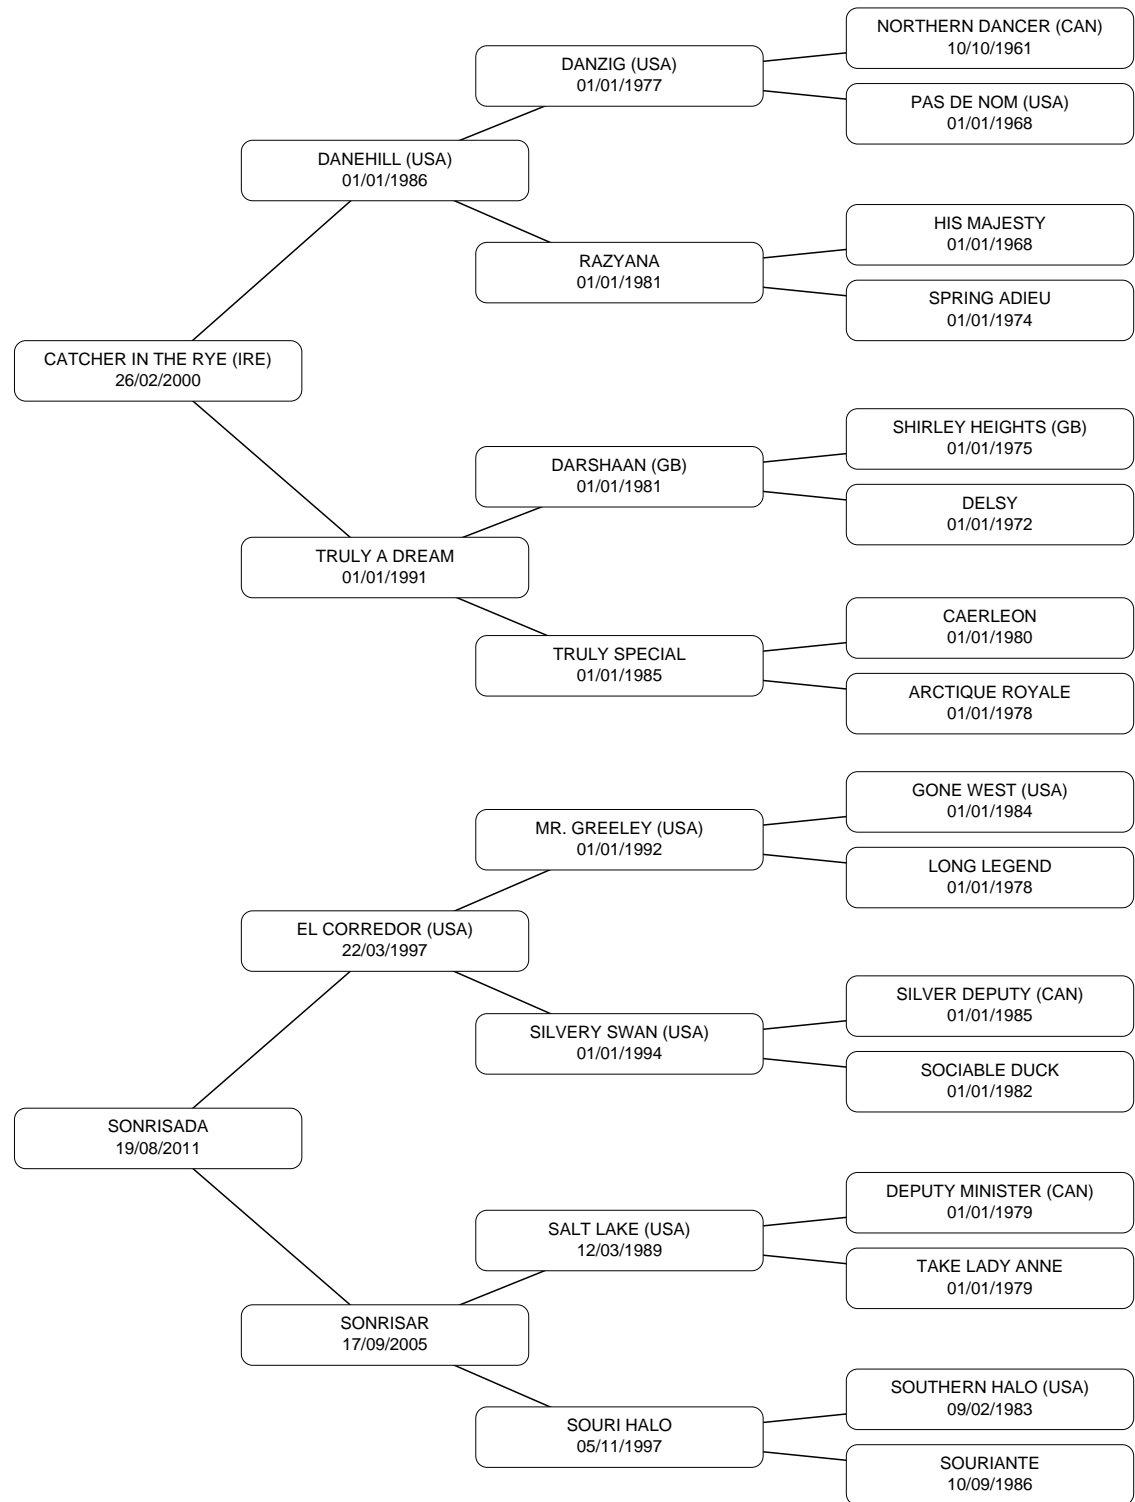 NORTHERN DANCER (CAN)
10/10/1961
DANZIG (USA)
01/01/1977
PAS DE NOM (USA)
01/01/1968
DANEHILL (USA)
01/01/1986
HIS MAJESTY
01/01/1968
RAZYANA
01/01/1981
SPRING ADIEU
01/01/1974
CATCHER IN THE RYE (IRE)
26/02/2000
SHIRLEY HEIGHTS (GB)
01/01/1975
DARSHAAN (GB)
01/01/1981
DELSY
01/01/1972
TRULY A DREAM
01/01/1991
CAERLEON
01/01/1980
TRULY SPECIAL
01/01/1985
ARCTIQUE ROYALE
01/01/1978
GONE WEST (USA)
01/01/1984
MR. GREELEY (USA)
01/01/1992
LONG LEGEND
01/01/1978
EL CORREDOR (USA)
22/03/1997
SILVER DEPUTY (CAN)
01/01/1985
SILVERY SWAN (USA)
01/01/1994
SOCIABLE DUCK
01/01/1982
SONRISADA
19/08/2011
DEPUTY MINISTER (CAN)
01/01/1979
SALT LAKE (USA)
12/03/1989
TAKE LADY ANNE
01/01/1979
SONRISAR
17/09/2005
SOUTHERN HALO (USA)
09/02/1983
SOURI HALO
05/11/1997
SOURIANTE
10/09/1986